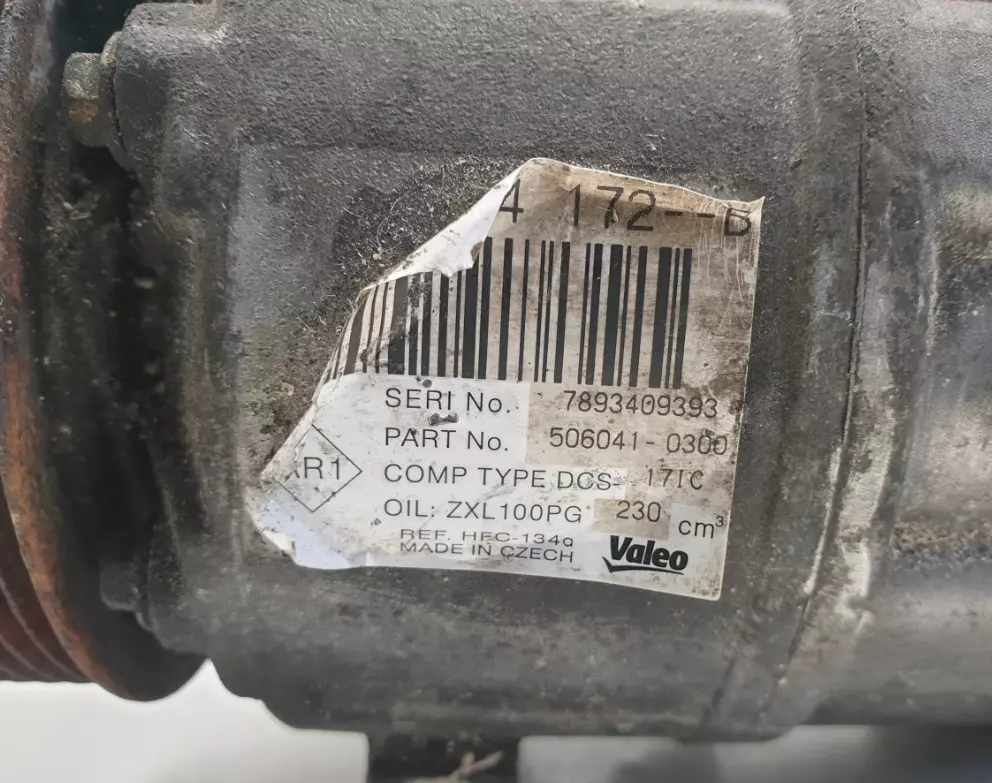 4 172--B
SERI No. 7893409393
PART No. 506041-0300
COMP TYPE DCS-17IC
OIL: ZXL100PG 230 cm³
R1
REF. HFC-134a
MADE IN CZECH
Valeo